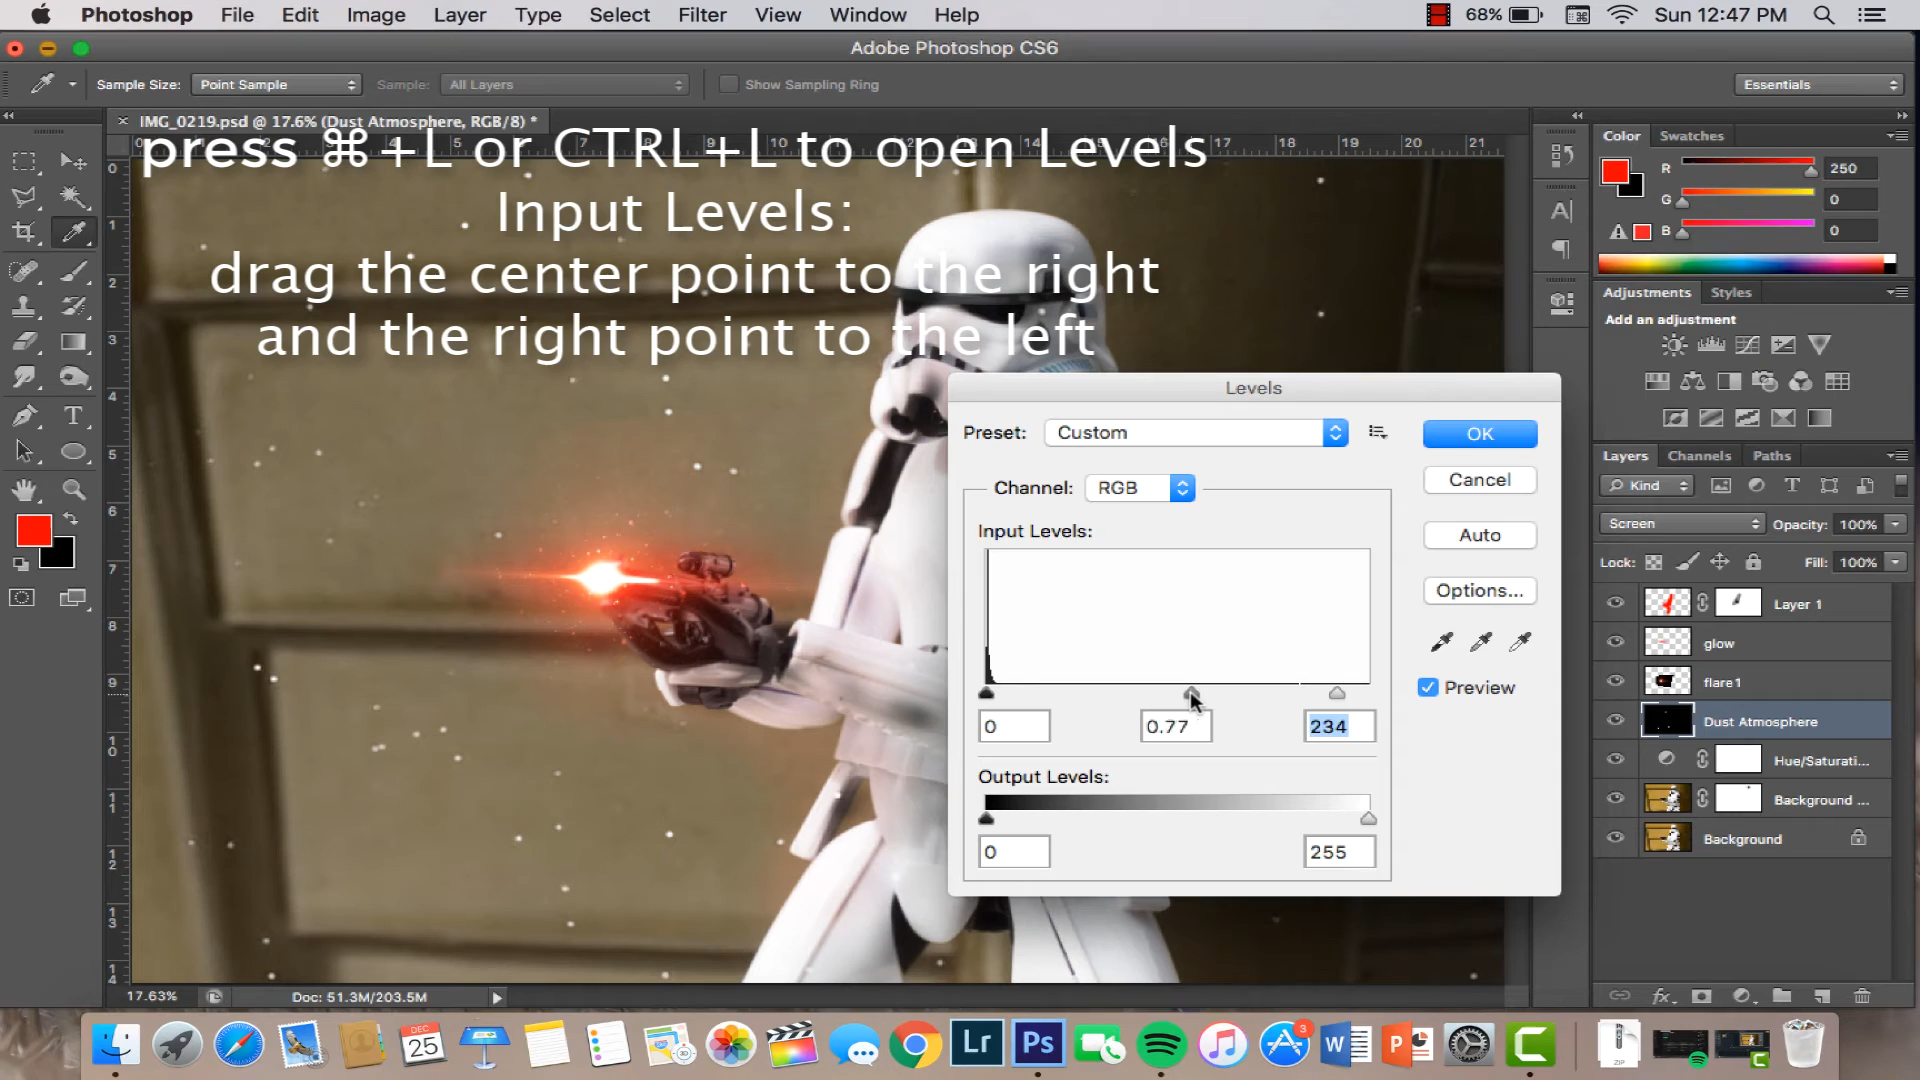 Photoshop File Edit Image Layer Type Select Filter View Window Help 68% Sun 12:47 PM
Adobe Photoshop CS6
Sample Size: Point Sample Sample: All Layers Show Sampling Ring Essentials
IMG_0219.psd @ 17.6% (Dust Atmosphere, RGB/8) *
press ⌘+L or CTRL+L to open Levels
Input Levels:
drag the center point to the right
and the right point to the left
Color Swatches
R 250
G 0
B 0
Adjustments Styles
Add an adjustment
Levels
Preset: Custom
OK
Channel: RGB
Cancel
Input Levels:
Auto
Options...
Preview
0 0.77 234
Output Levels:
0 255
Layers Channels Paths
Kind
Screen Opacity: 100%
Lock: Fill: 100%
Layer 1
glow
flare1
Dust Atmosphere
Hue/Saturati...
Background ...
Background
17.63% Doc: 51.3M/203.5M
DEC
25
Lr
Ps
3
ZIP